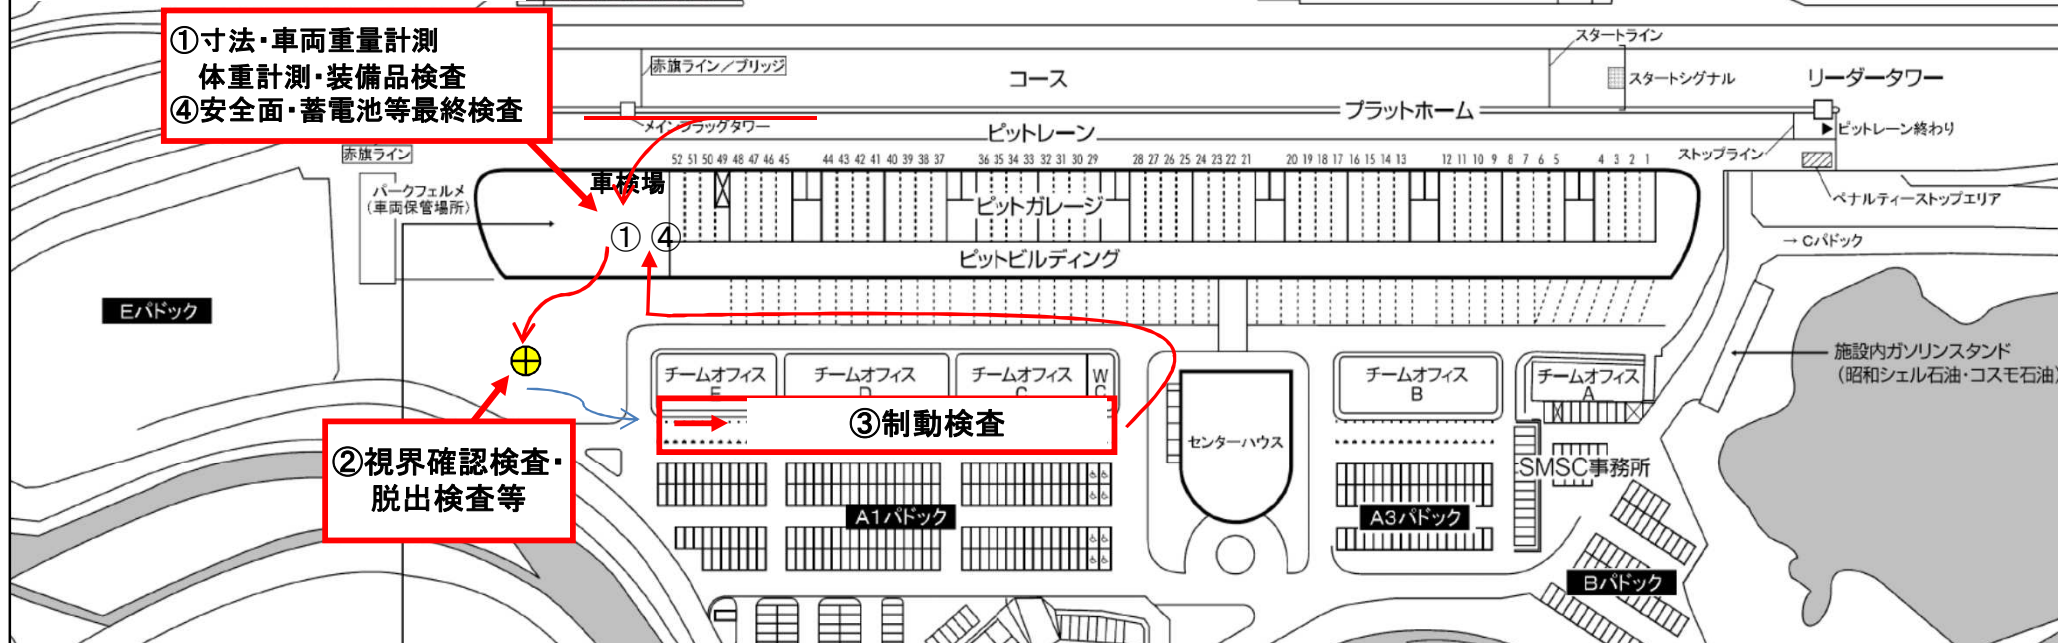 ①寸法・車両重量計測
体重計測・装備品検査
④安全面・蓄電池等最終検査
赤旗ライン／ブリッジ
コース
スタートライン
スタートシグナル
リーダータワー
プラットホーム
メインフラッグタワー
ピットレーン
ピットレーン終わり
ストップライン
赤旗ライン
パークフェルメ
（車両保管場所）
車検場
52 51 50 49 48 47 46 45
44 43 42 41 40 39 38 37
36 35 34 33 32 31 30 29
28 27 26 25 24 23 22 21
20 19 18 17 16 15 14 13
12 11 10 9 8 7 6 5
4 3 2 1
ペナルティーストップエリア
ピットガレージ
① ④
→ Cパドック
ピットビルディング
Eパドック
施設内ガソリンスタンド
（昭和シェル石油・コスモ石油）
チームオフィス
E
チームオフィス
D
チームオフィス
C
W
C
チームオフィス
B
チームオフィス
A
③制動検査
センターハウス
②視界確認検査・
脱出検査等
SMSC事務所
A1パドック
A3パドック
Bパドック